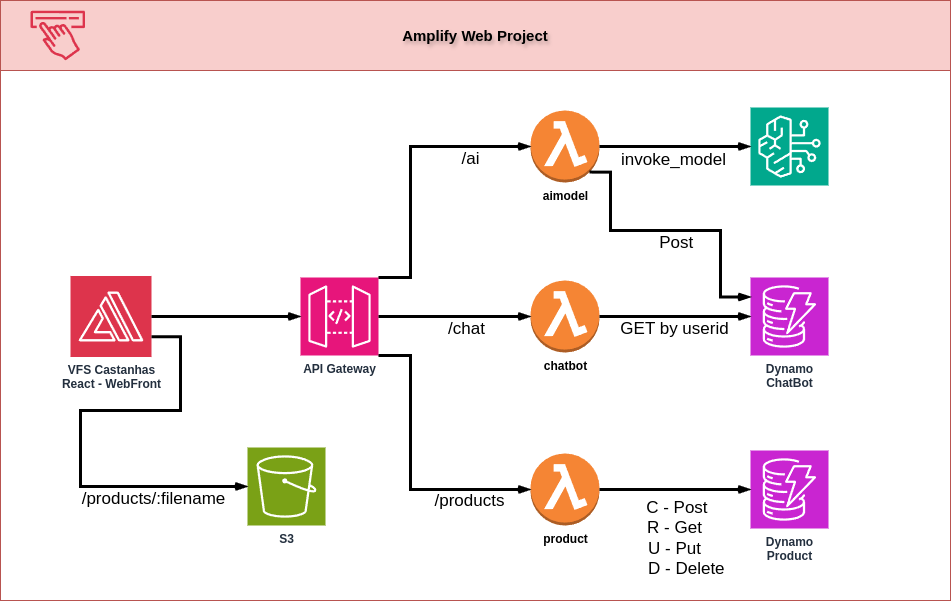 Amplify Web Project
/ai
invoke_model
aimodel
Post
VFS Castanhas
React - WebFront
</>
API Gateway
/chat
chatbot
GET by userid
Dynamo
ChatBot
/products/:filename
S3
/products
product
C - Post
R - Get
U - Put
D - Delete
Dynamo
Product